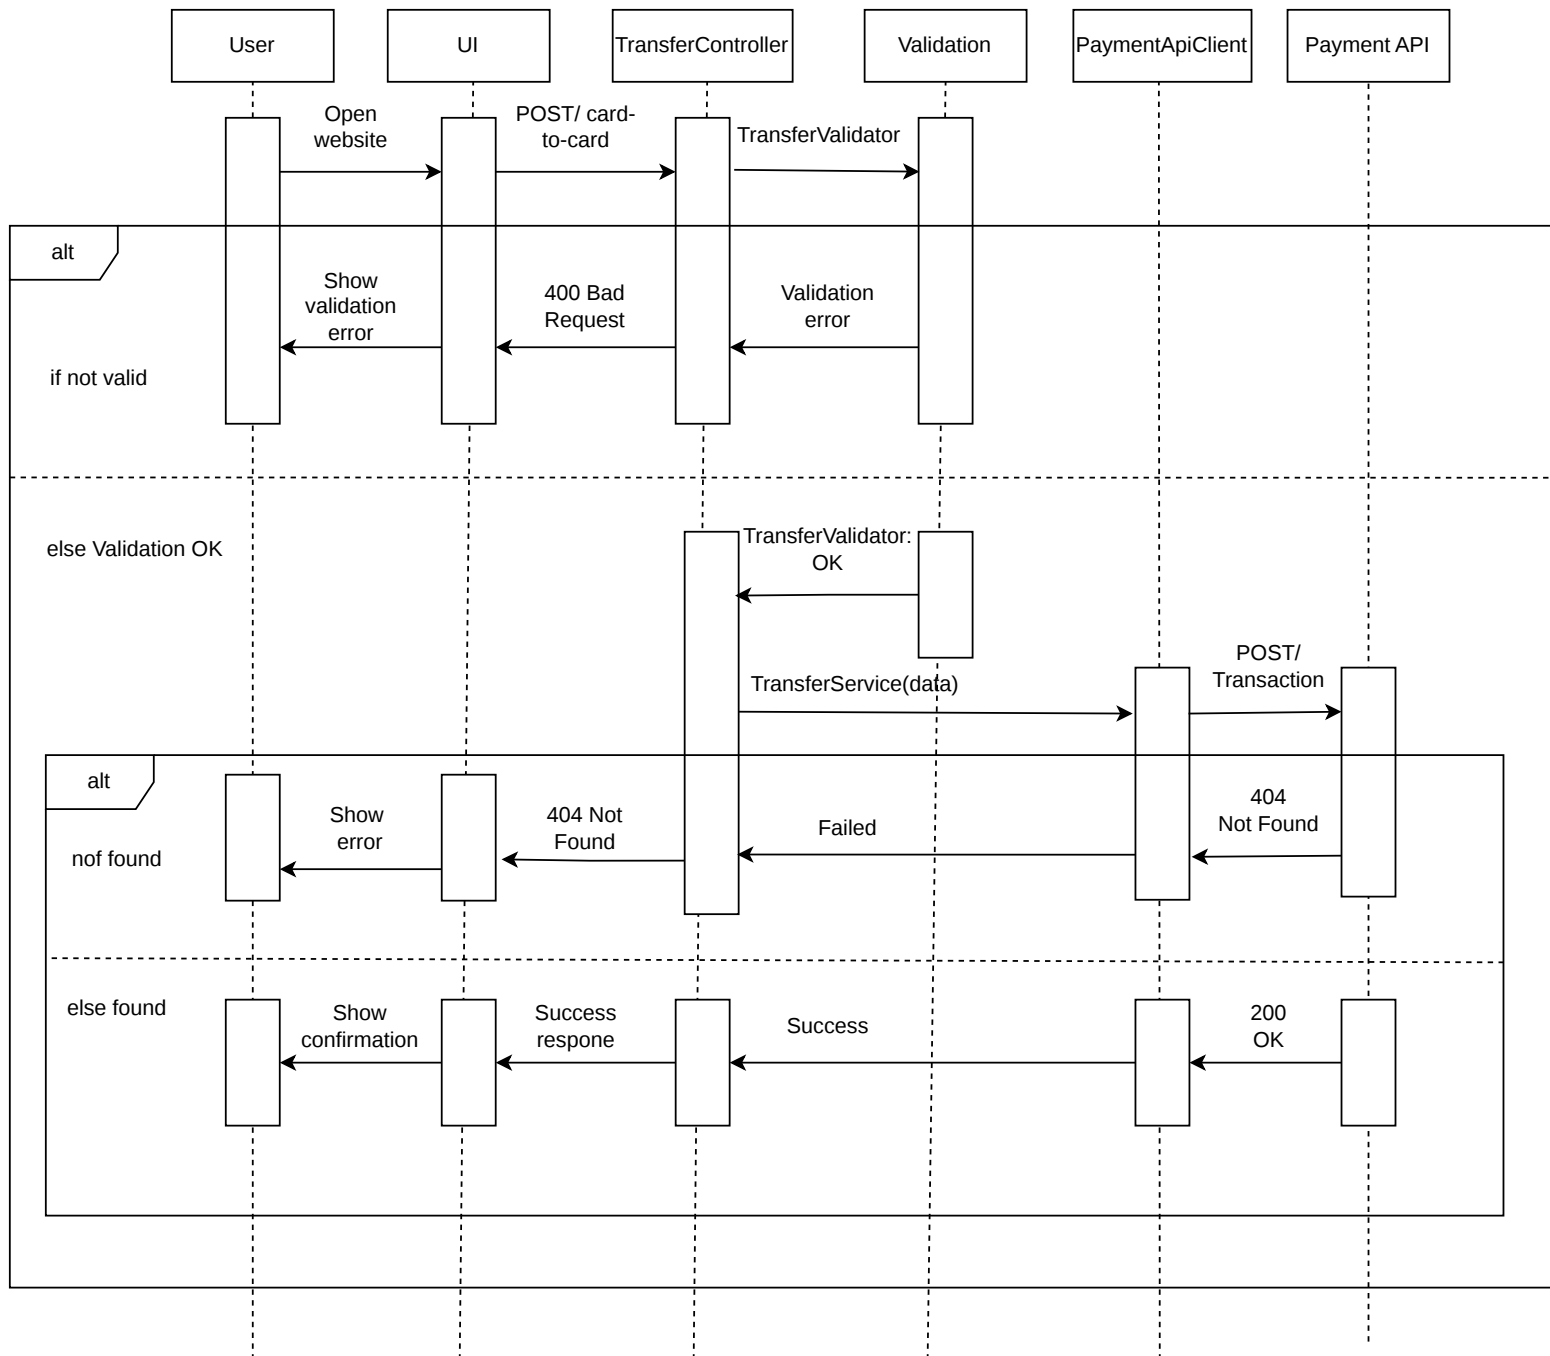 User
UI
TransferController
Validation
PaymentApiClient
Payment API
Open
website
POST/ card-
to-card
TransferValidator
alt
Show
validation
error
400 Bad
Request
Validation
error
if not valid
else Validation OK
TransferValidator:
OK
TransferService(data)
POST/
Transaction
alt
nof found
Show
error
404 Not
Found
Failed
404
Not Found
else found
Show
confirmation
Success
respone
Success
200
OK